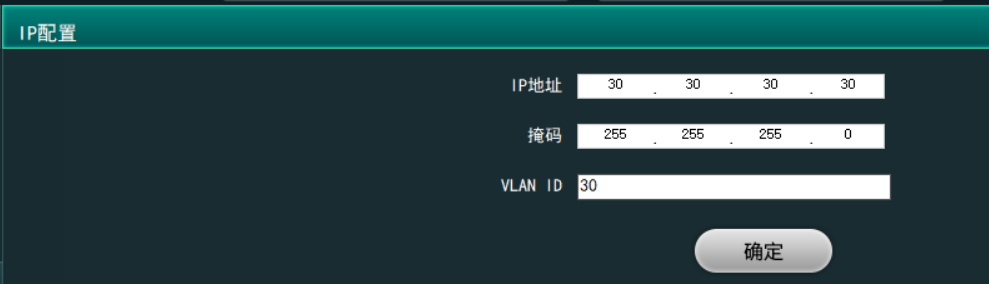 IP配置
IP地址 30 . 30 . 30 . 30
掩码 255 . 255 . 255 . 0
VLAN ID 30
确定